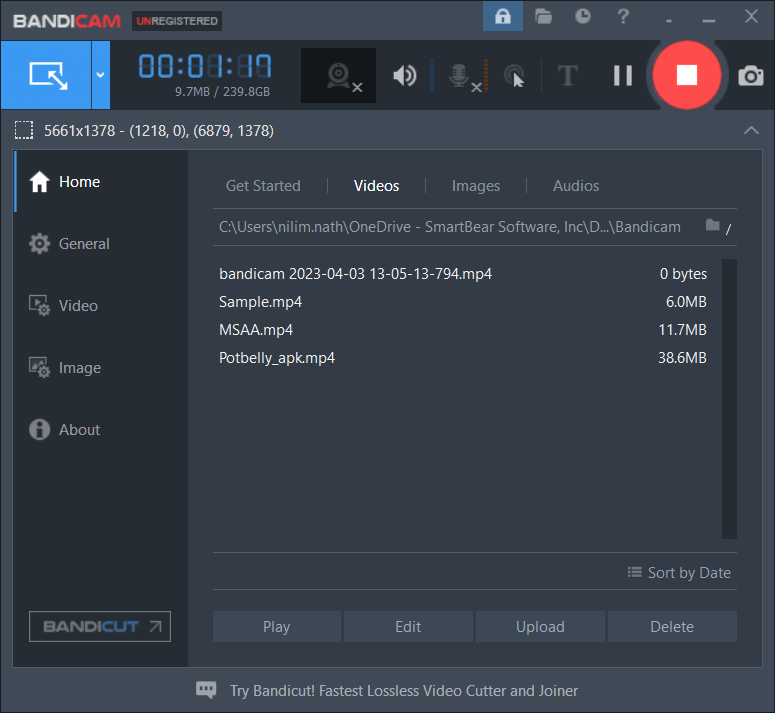 BANDICAM UNREGISTERED ?
00:01:17
9.7MB / 239.8GB
T
5661x1378 - (1218, 0), (6879, 1378)
Home
General
Video
Image
About
BANDICUT
Get Started | Videos | Images | Audios
C:\Users\nilim.nath\OneDrive - SmartBear Software, Inc\D...\Bandicam /
bandicam 2023-04-03 13-05-13-794.mp4 0 bytes
Sample.mp4 6.0MB
MSAA.mp4 11.7MB
Potbelly_apk.mp4 38.6MB
Sort by Date
Play Edit Upload Delete
Try Bandicut! Fastest Lossless Video Cutter and Joiner